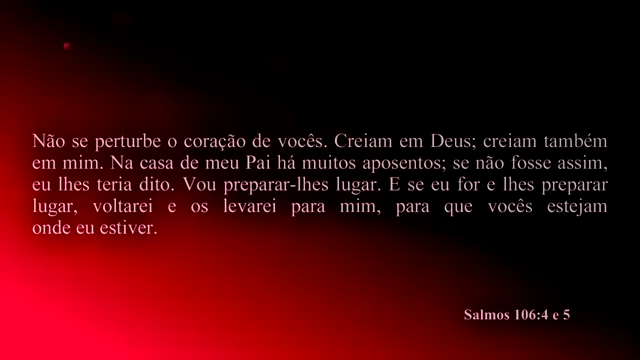 Não se perturbe o coração de vocês. Creiam em Deus; creiam também
em mim. Na casa de meu Pai há muitos aposentos; se não fosse assim,
eu lhes teria dito. Vou preparar-lhes lugar. E se eu for e lhes preparar
lugar, voltarei e os levarei para mim, para que vocês estejam
onde eu estiver.
Salmos 106:4 e 5